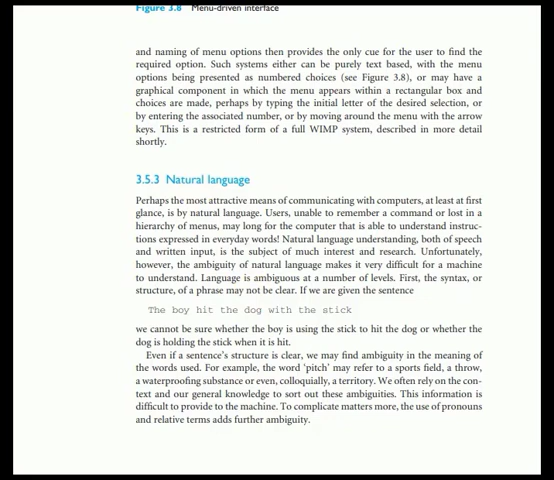 Figure 3.8 Menu-driven interface
and naming of menu options then provides the only cue for the user to find the
required option. Such systems either can be purely text based, with the menu
options being presented as numbered choices (see Figure 3.8), or may have a
graphical component in which the menu appears within a rectangular box and
choices are made, perhaps by typing the initial letter of the desired selection, or
by entering the associated number, or by moving around the menu with the arrow
keys. This is a restricted form of a full WIMP system, described in more detail
shortly.
3.5.3 Natural language
Perhaps the most attractive means of communicating with computers, at least at first
glance, is by natural language. Users, unable to remember a command or lost in a
hierarchy of menus, may long for the computer that is able to understand instruc-
tions expressed in everyday words! Natural language understanding, both of speech
and written input, is the subject of much interest and research. Unfortunately,
however, the ambiguity of natural language makes it very difficult for a machine
to understand. Language is ambiguous at a number of levels. First, the syntax, or
structure, of a phrase may not be clear. If we are given the sentence
The boy hit the dog with the stick
we cannot be sure whether the boy is using the stick to hit the dog or whether the
dog is holding the stick when it is hit.
Even if a sentence's structure is clear, we may find ambiguity in the meaning of
the words used. For example, the word 'pitch' may refer to a sports field, a throw,
a waterproofing substance or even, colloquially, a territory. We often rely on the con-
text and our general knowledge to sort out these ambiguities. This information is
difficult to provide to the machine. To complicate matters more, the use of pronouns
and relative terms adds further ambiguity.